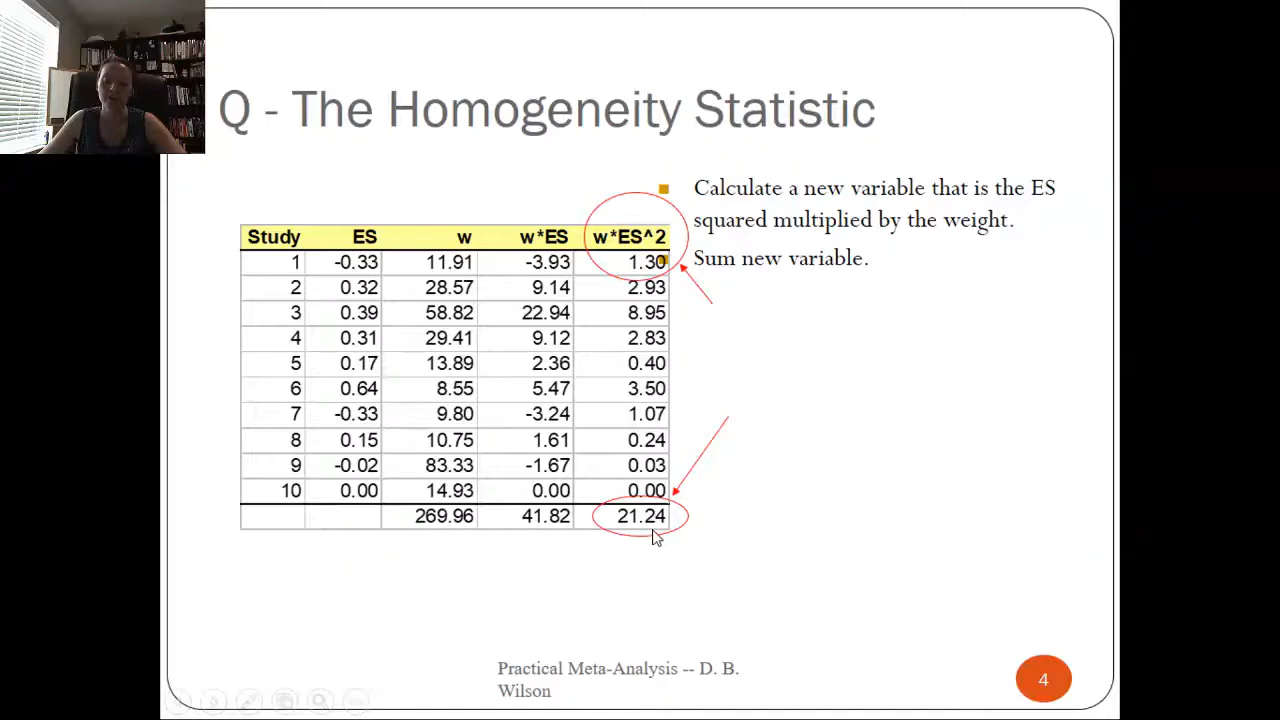 Q - The Homogeneity Statistic
Calculate a new variable that is the ES
squared multiplied by the weight.
Sum new variable.
Study ES w w*ES w*ES^2
1 -0.33 11.91 -3.93 1.30
2 0.32 28.57 9.14 2.93
3 0.39 58.82 22.94 8.95
4 0.31 29.41 9.12 2.83
5 0.17 13.89 2.36 0.40
6 0.64 8.55 5.47 3.50
7 -0.33 9.80 -3.24 1.07
8 0.15 10.75 1.61 0.24
9 -0.02 83.33 -1.67 0.03
10 0.00 14.93 0.00 0.00
269.96 41.82 21.24
Practical Meta-Analysis -- D. B.
Wilson
4